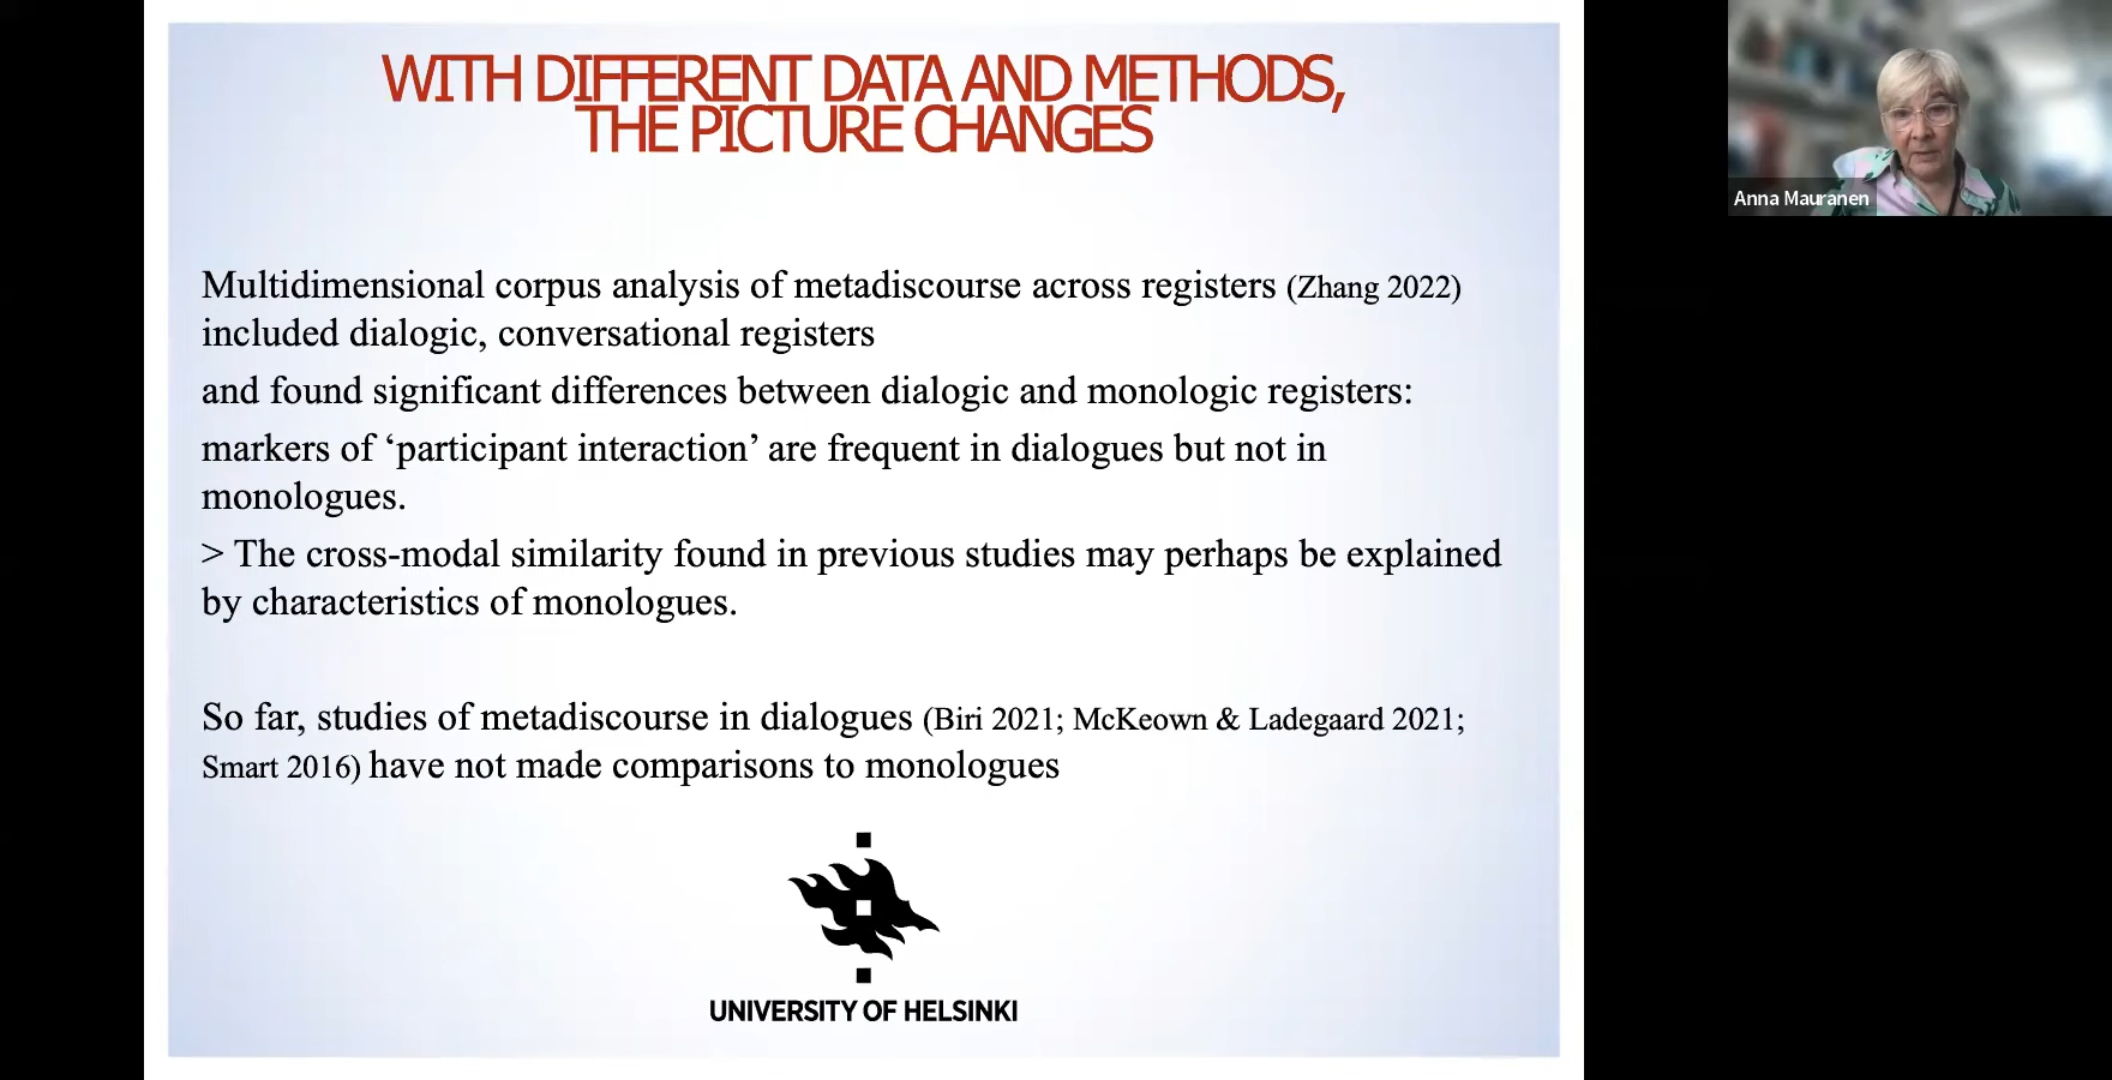 WITH DIFFERENT DATA AND METHODS,
THE PICTURE CHANGES
Multidimensional corpus analysis of metadiscourse across registers (Zhang 2022)
included dialogic, conversational registers
and found significant differences between dialogic and monologic registers:
markers of ‘participant interaction’ are frequent in dialogues but not in
monologues.
> The cross-modal similarity found in previous studies may perhaps be explained
by characteristics of monologues.
So far, studies of metadiscourse in dialogues (Biri 2021; McKeown & Ladegaard 2021;
Smart 2016) have not made comparisons to monologues
UNIVERSITY OF HELSINKI
Anna Mauranen